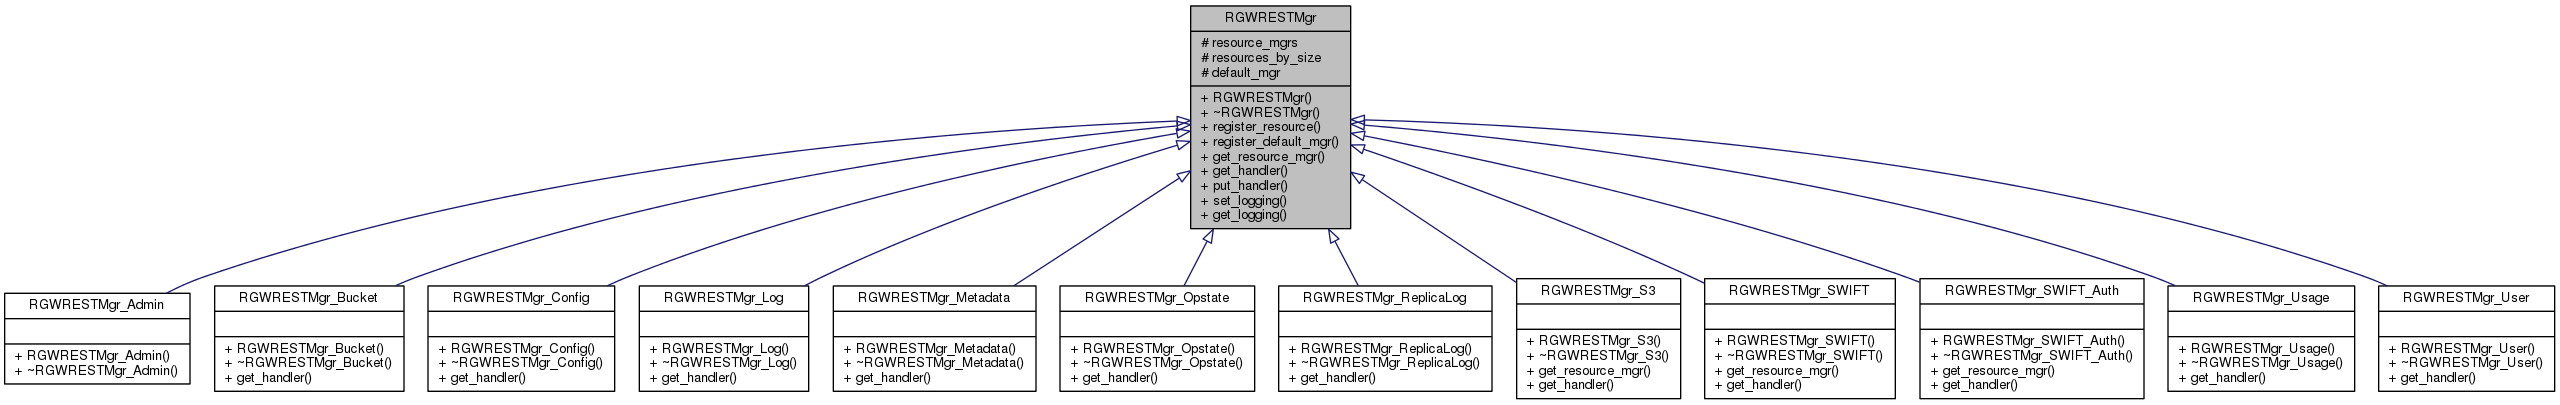 RGWRESTMgr
# resource_mgrs
# resources_by_size
# default_mgr
+ RGWRESTMgr()
+ ~RGWRESTMgr()
+ register_resource()
+ register_default_mgr()
+ get_resource_mgr()
+ get_handler()
+ put_handler()
+ set_logging()
+ get_logging()
RGWRESTMgr_Admin
+ RGWRESTMgr_Admin()
+ ~RGWRESTMgr_Admin()
RGWRESTMgr_Bucket
+ RGWRESTMgr_Bucket()
+ ~RGWRESTMgr_Bucket()
+ get_handler()
RGWRESTMgr_Config
+ RGWRESTMgr_Config()
+ ~RGWRESTMgr_Config()
+ get_handler()
RGWRESTMgr_Log
+ RGWRESTMgr_Log()
+ ~RGWRESTMgr_Log()
+ get_handler()
RGWRESTMgr_Metadata
+ RGWRESTMgr_Metadata()
+ ~RGWRESTMgr_Metadata()
+ get_handler()
RGWRESTMgr_Opstate
+ RGWRESTMgr_Opstate()
+ ~RGWRESTMgr_Opstate()
+ get_handler()
RGWRESTMgr_ReplicaLog
+ RGWRESTMgr_ReplicaLog()
+ ~RGWRESTMgr_ReplicaLog()
+ get_handler()
RGWRESTMgr_S3
+ RGWRESTMgr_S3()
+ ~RGWRESTMgr_S3()
+ get_resource_mgr()
+ get_handler()
RGWRESTMgr_SWIFT
+ RGWRESTMgr_SWIFT()
+ ~RGWRESTMgr_SWIFT()
+ get_resource_mgr()
+ get_handler()
RGWRESTMgr_SWIFT_Auth
+ RGWRESTMgr_SWIFT_Auth()
+ ~RGWRESTMgr_SWIFT_Auth()
+ get_resource_mgr()
+ get_handler()
RGWRESTMgr_Usage
+ RGWRESTMgr_Usage()
+ ~RGWRESTMgr_Usage()
+ get_handler()
RGWRESTMgr_User
+ RGWRESTMgr_User()
+ ~RGWRESTMgr_User()
+ get_handler()